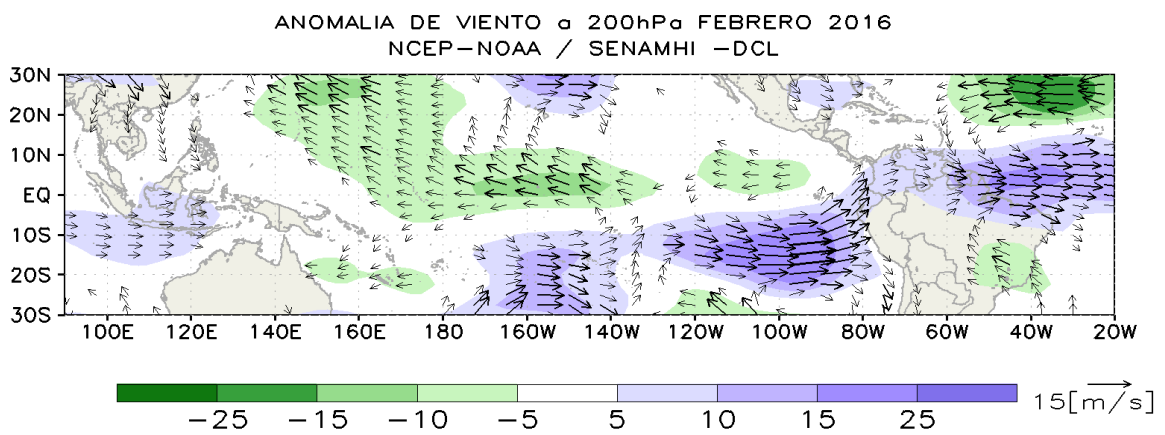 ANOMALIA DE VIENTO a 200hPa FEBRERO 2016
NCEP-NOAA / SENAMHI -DCL
30N
20N
10N
EQ
10S
20S
30S
100E 120E 140E 160E 180 160W 140W 120W 100W 80W 60W 40W 20W
-25 -15 -10 -5 5 10 15 25 15[m/s]